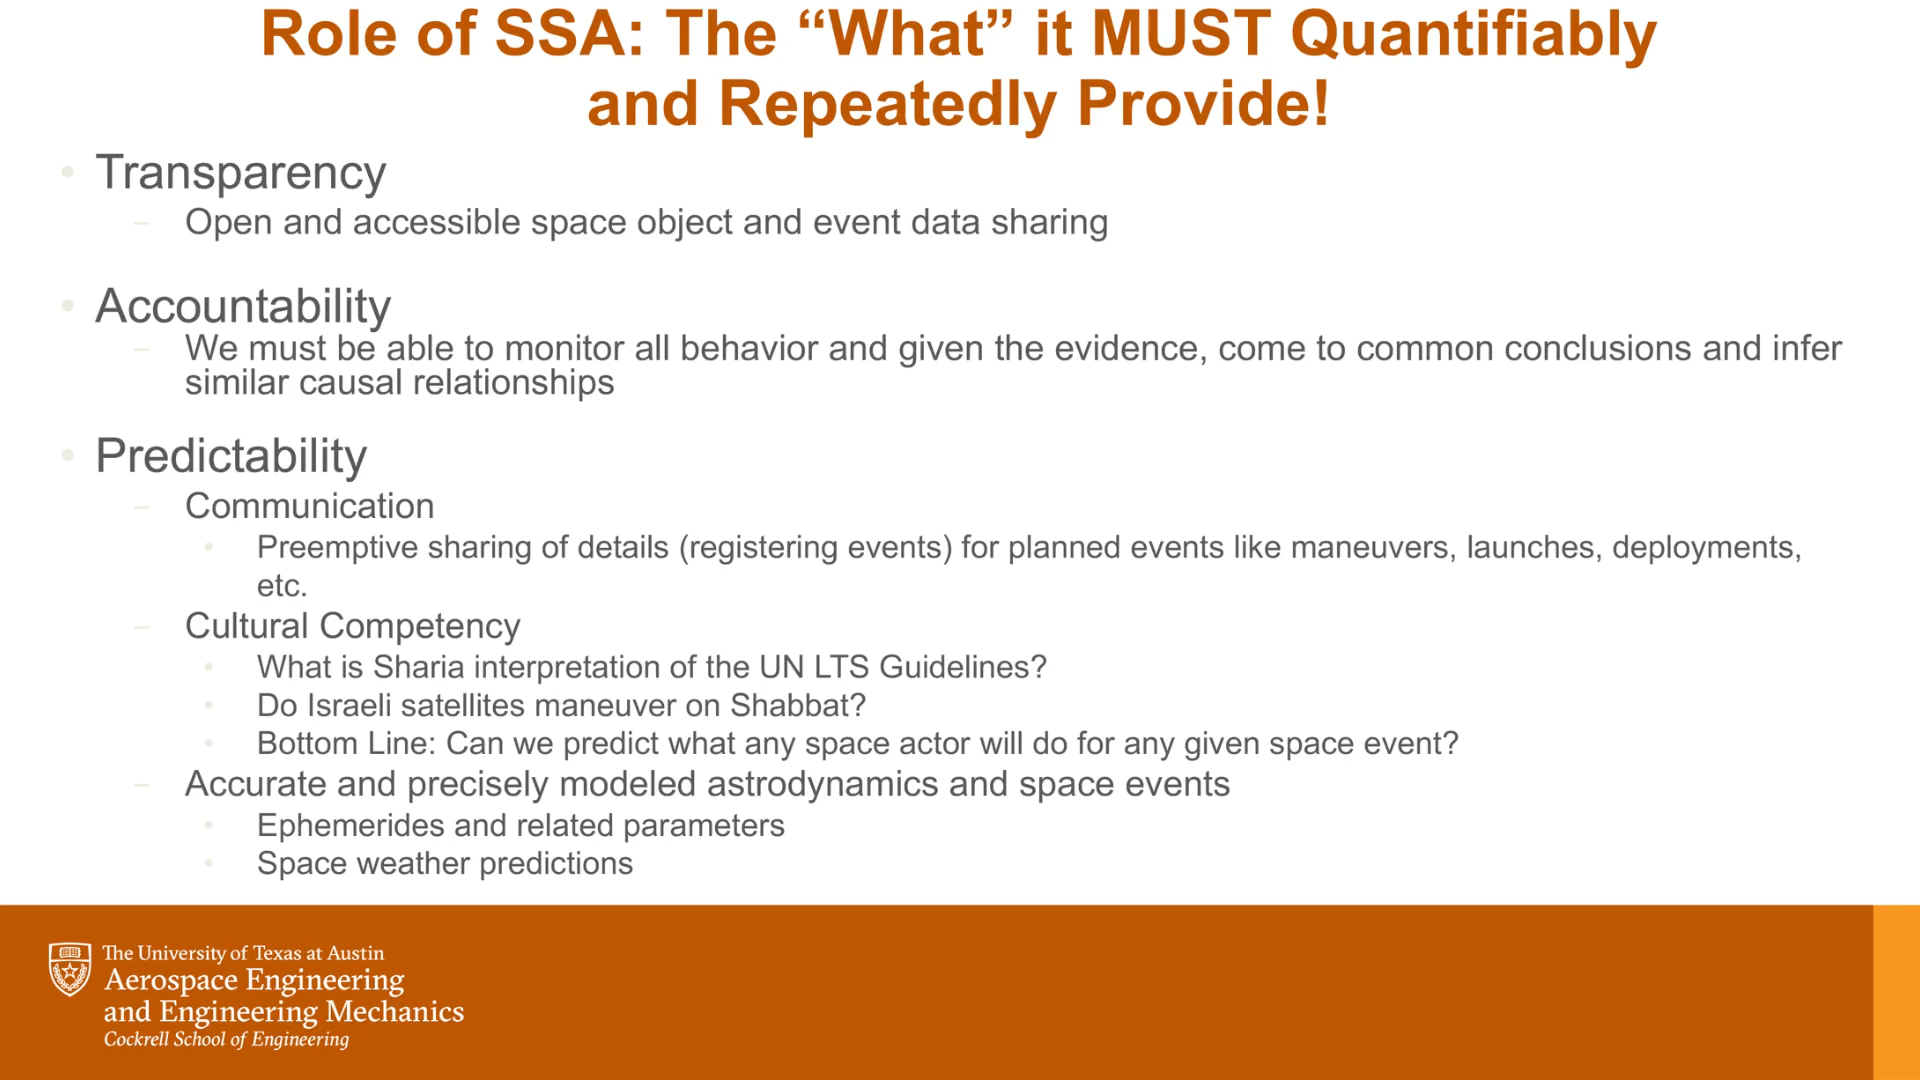 Role of SSA: The “What” it MUST Quantifiably
and Repeatedly Provide!
• Transparency
– Open and accessible space object and event data sharing
• Accountability
– We must be able to monitor all behavior and given the evidence, come to common conclusions and infer
similar causal relationships
• Predictability
– Communication
• Preemptive sharing of details (registering events) for planned events like maneuvers, launches, deployments,
etc.
– Cultural Competency
• What is Sharia interpretation of the UN LTS Guidelines?
• Do Israeli satellites maneuver on Shabbat?
• Bottom Line: Can we predict what any space actor will do for any given space event?
– Accurate and precisely modeled astrodynamics and space events
• Ephemerides and related parameters
• Space weather predictions
The University of Texas at Austin
Aerospace Engineering
and Engineering Mechanics
Cockrell School of Engineering